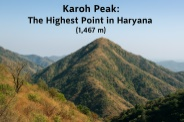 Karoh Peak:
The Highest Point in Haryana
(1,467 m)